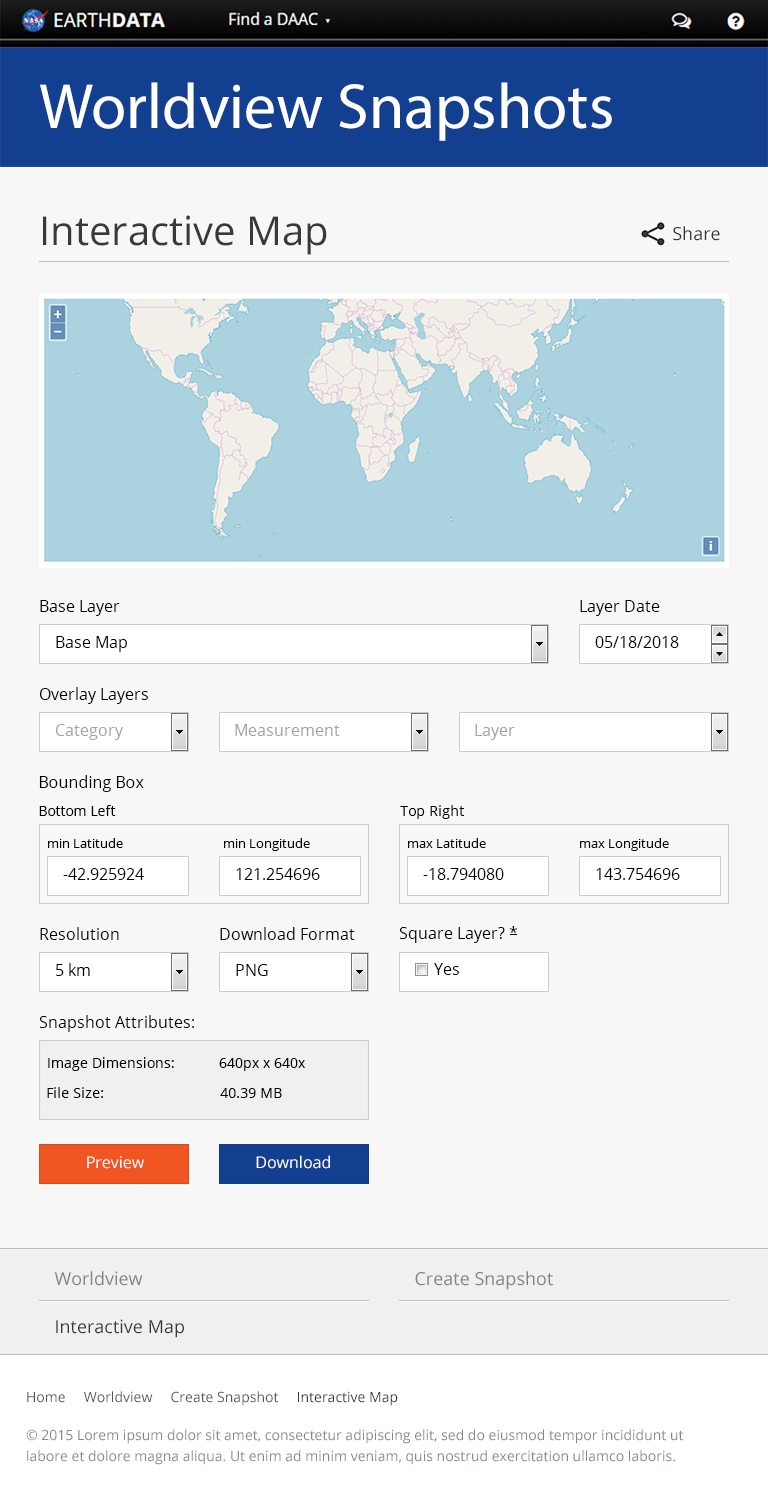 NASA EARTHDATA Find a DAAC ▾ ?
Worldview Snapshots
Interactive Map Share
+
−
i
Base Layer Layer Date
Base Map 05/18/2018
Overlay Layers
Category Measurement Layer
Bounding Box
Bottom Left Top Right
min Latitude min Longitude max Latitude max Longitude
-42.925924 121.254696 -18.794080 143.754696
Resolution Download Format Square Layer? *
5 km PNG Yes
Snapshot Attributes:
Image Dimensions: 640px x 640x
File Size: 40.39 MB
Preview Download
Worldview Create Snapshot
Interactive Map
Home Worldview Create Snapshot Interactive Map
© 2015 Lorem ipsum dolor sit amet, consectetur adipiscing elit, sed do eiusmod tempor incididunt ut
labore et dolore magna aliqua. Ut enim ad minim veniam, quis nostrud exercitation ullamco laboris.